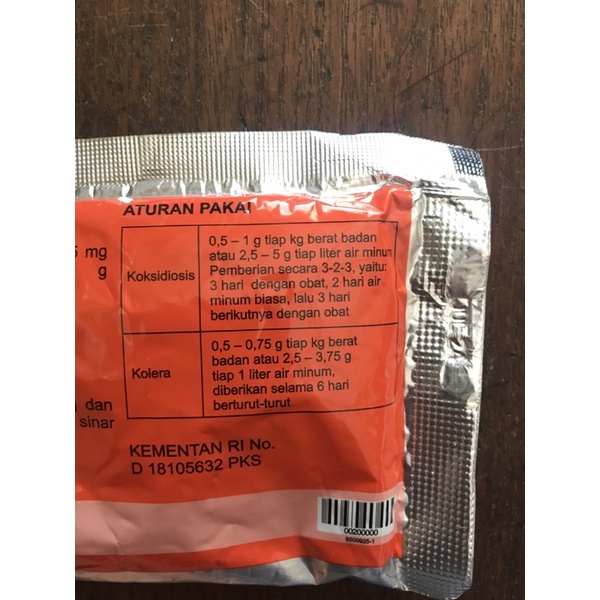 ATURAN PAKAI
mg
g
Koksidiosis
0,5 – 1 g tiap kg berat badan
atau 2,5 – 5 g tiap liter air minum
Pemberian secara 3-2-3, yaitu:
3 hari dengan obat, 2 hari air
minum biasa, lalu 3 hari
berikutnya dengan obat
Kolera
0,5 – 0,75 g tiap kg berat
badan atau 2,5 – 3,75 g
tiap 1 liter air minum,
diberikan selama 6 hari
berturut-turut
dan
sinar
KEMENTAN RI No.
D 18105632 PKS
00200000
8500925-1